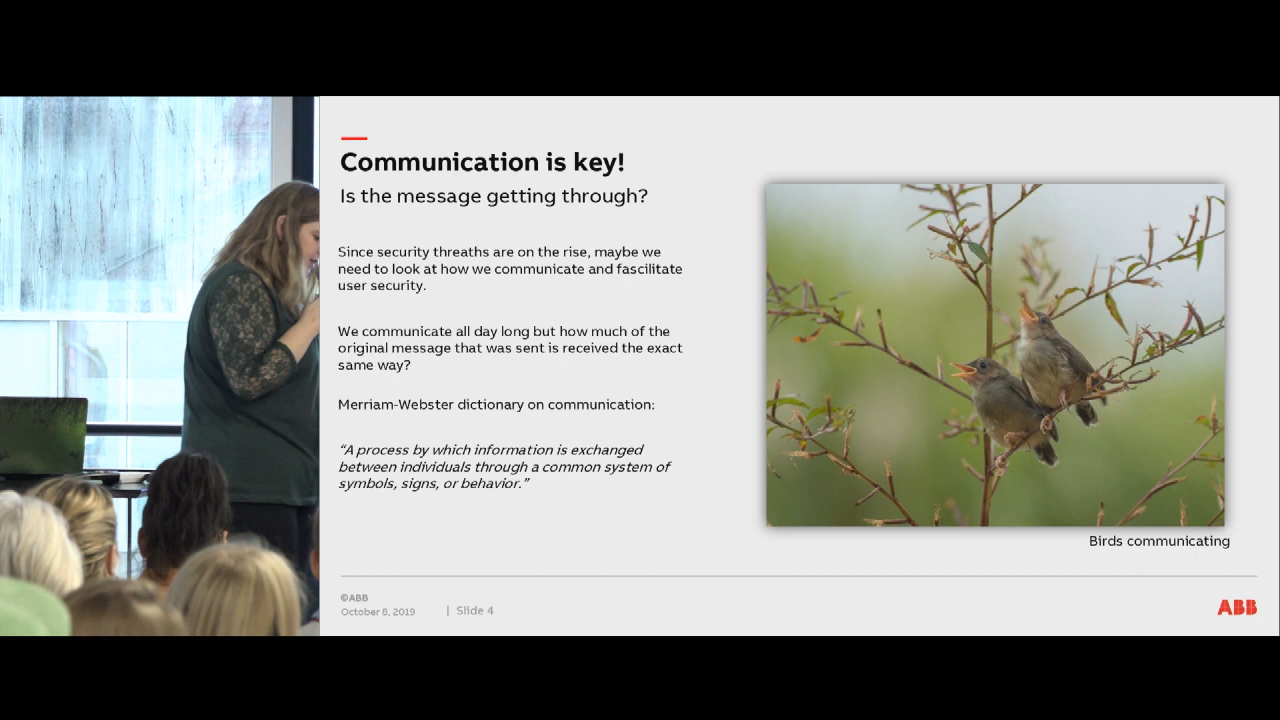 Communication is key!
Is the message getting through?
Since security threaths are on the rise, maybe we
need to look at how we communicate and fascilitate
user security.
We communicate all day long but how much of the
original message that was sent is received the exact
same way?
Merriam-Webster dictionary on communication:
“A process by which information is exchanged
between individuals through a common system of
symbols, signs, or behavior.”
Birds communicating
©ABB
October 8, 2019 | Slide 4
ABB